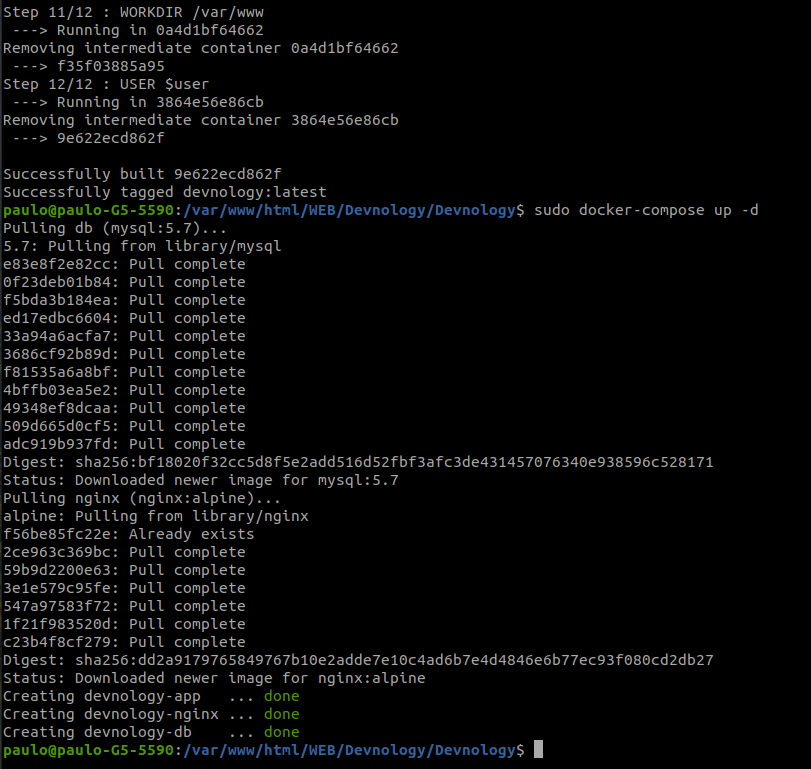 Step 11/12 : WORKDIR /var/www
 ---> Running in 0a4d1bf64662
Removing intermediate container 0a4d1bf64662
 ---> f35f03885a95
Step 12/12 : USER $user
 ---> Running in 3864e56e86cb
Removing intermediate container 3864e56e86cb
 ---> 9e622ecd862f
Successfully built 9e622ecd862f
Successfully tagged devnology:latest
paulo@paulo-G5-5590:/var/www/html/WEB/Devnology/Devnology$ sudo docker-compose up -d
Pulling db (mysql:5.7)...
5.7: Pulling from library/mysql
e83e8f2e82cc: Pull complete
0f23deb01b84: Pull complete
f5bda3b184ea: Pull complete
ed17edbc6604: Pull complete
33a94a6acfa7: Pull complete
3686cf92b89d: Pull complete
f81535a6a8bf: Pull complete
4bffb03ea5e2: Pull complete
49348ef8dcaa: Pull complete
509d665d0cf5: Pull complete
adc919b937fd: Pull complete
Digest: sha256:bf18020f32cc5d8f5e2add516d52fbf3afc3de431457076340e938596c528171
Status: Downloaded newer image for mysql:5.7
Pulling nginx (nginx:alpine)...
alpine: Pulling from library/nginx
f56be85fc22e: Already exists
2ce963c369bc: Pull complete
59b9d2200e63: Pull complete
3e1e579c95fe: Pull complete
547a97583f72: Pull complete
1f21f983520d: Pull complete
c23b4f8cf279: Pull complete
Digest: sha256:dd2a9179765849767b10e2adde7e10c4ad6b7e4d4846e6b77ec93f080cd2db27
Status: Downloaded newer image for nginx:alpine
Creating devnology-app   ... done
Creating devnology-nginx ... done
Creating devnology-db    ... done
paulo@paulo-G5-5590:/var/www/html/WEB/Devnology/Devnology$